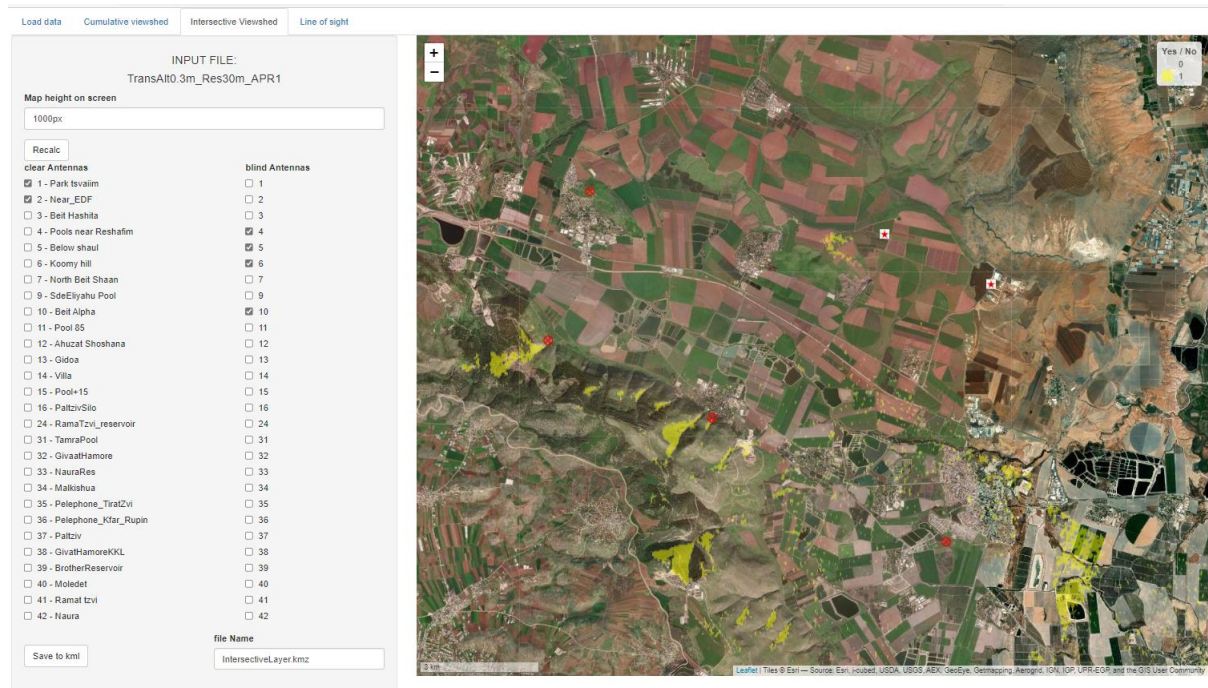 Load data
Cumulative viewshed
Intersective Viewshed
Line of sight
INPUT FILE:
TransAlt0.3m_Res30m_APR1
Map height on screen
1000px
Recalc
clear Antennas
blind Antennas
1 - Park tsvaiim
1
2 - Near_EDF
2
3 - Beit Hashita
3
4 - Pools near Reshafim
4
5 - Below shaul
5
6 - Koomy hill
6
7 - North Beit Shaan
7
9 - SdeEliyahu Pool
9
10 - Beit Alpha
10
11 - Pool 85
11
12 - Ahuzat Shoshana
12
13 - Gidoa
13
14 - Villa
14
15 - Pool+15
15
16 - PaltzivSilo
16
24 - RamaTzvi_reservoir
24
31 - TamraPool
31
32 - GivaatHamore
32
33 - NauraRes
33
34 - Malkishua
34
35 - Pelephone_TiratZvi
35
36 - Pelephone_Kfar_Rupin
36
37 - Paltziv
37
38 - GivatHamoreKKL
38
39 - BrotherReservoir
39
40 - Moledet
40
41 - Ramat tzvi
41
42 - Naura
42
file Name
Save to kml
IntersectiveLayer.kmz
+
−
Yes / No
0
1
3 km
Leaflet | Tiles © Esri — Source: Esri, i-cubed, USDA, USGS, AEX, GeoEye, Getmapping, Aerogrid, IGN, IGP, UPR-EGP, and the GIS User Community